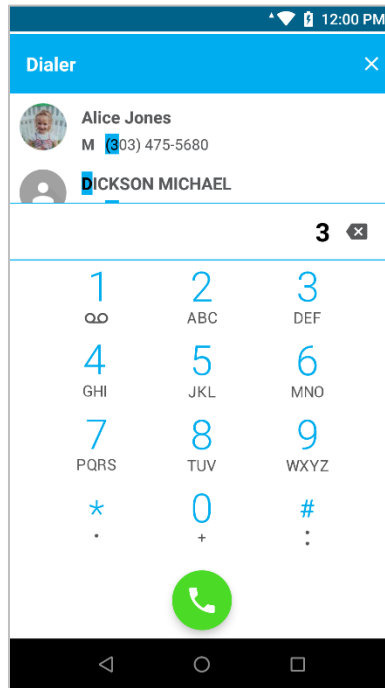 12:00 PM
Dialer
Alice Jones
M (303) 475-5680
DICKSON MICHAEL
3
1 2 3
ABC DEF
4 5 6
GHI JKL MNO
7 8 9
PQRS TUV WXYZ
* 0 #
. + :